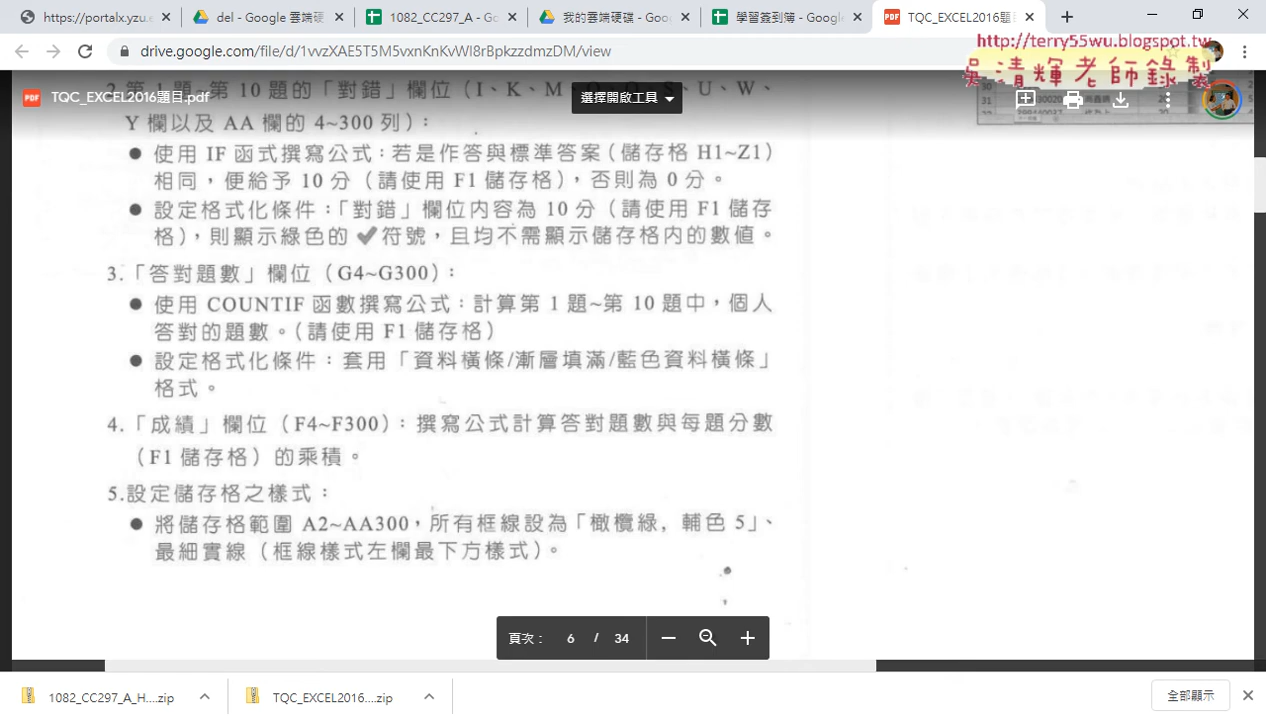 https://portalx.yzu.s
del - Google 雲端硬
1082_CC297_A - Go
我的雲端硬碟 - Goo
學習簽到簿 - Google
TQC_EXCEL2016題
drive.google.com/file/d/1vvzXAE5T5M5vxnKnKvWI8rBpkzzdmzDM/view
http://terry55wu.blogspot.tw
吳清輝老師錄製
TQC_EXCEL2016題目.pdf
選擇開啟工具
2.第 1 題~第 10 題的「對錯」欄位（I、K、M、O、Q、S、U、W、
Y 欄以及 AA 欄的 4~300 列）：
● 使用 IF 函式撰寫公式：若是作答與標準答案（儲存格 H1~Z1）
相同，便給予 10 分（請使用 F1 儲存格），否則為 0 分。
● 設定格式化條件：「對錯」欄位內容為 10 分（請使用 F1 儲存
格），則顯示綠色的 ✔符號，且均不需顯示儲存格內的數值。
3.「答對題數」欄位（G4~G300）：
● 使用 COUNTIF 函數撰寫公式：計算第 1 題~第 10 題中，個人
答對的題數。（請使用 F1 儲存格）
● 設定格式化條件：套用「資料橫條/漸層填滿/藍色資料橫條」
格式。
4.「成績」欄位（F4~F300）：撰寫公式計算答對題數與每題分數
（F1 儲存格）的乘積。
5.設定儲存格之樣式：
● 將儲存格範圍 A2~AA300，所有框線設為「橄欖綠, 輔色 5」、
最細實線（框線樣式左欄最下方樣式）。
頁次： 6 / 34
1082_CC297_A_H....zip
TQC_EXCEL2016....zip
全部顯示